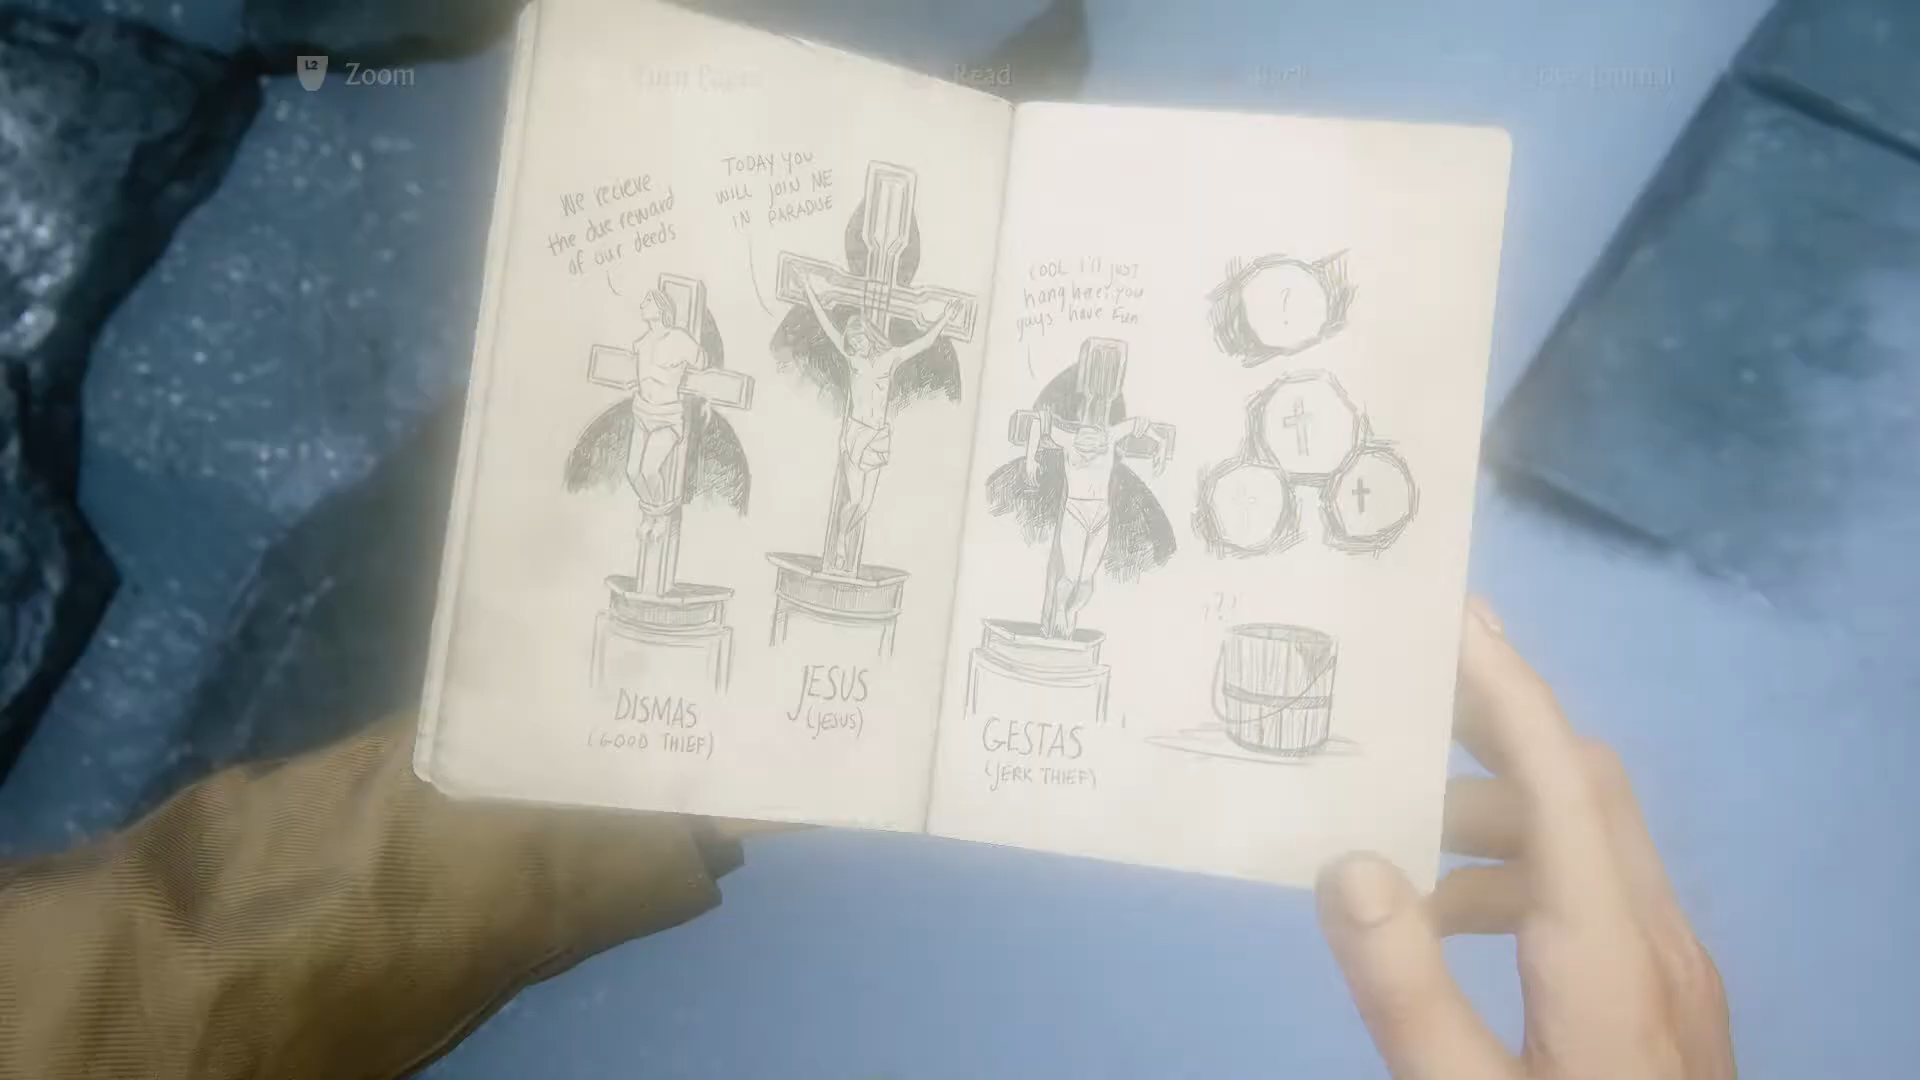 L2 Zoom
Read
We recieve
the due reward
of our deeds
TODAY YOU
WILL JOIN ME
IN PARADISE
COOL I'll JUST
hang here; you
guys have Fun
?
???
DISMAS
(GOOD THIEF)
JESUS
(JESUS)
GESTAS
(JERK THIEF)